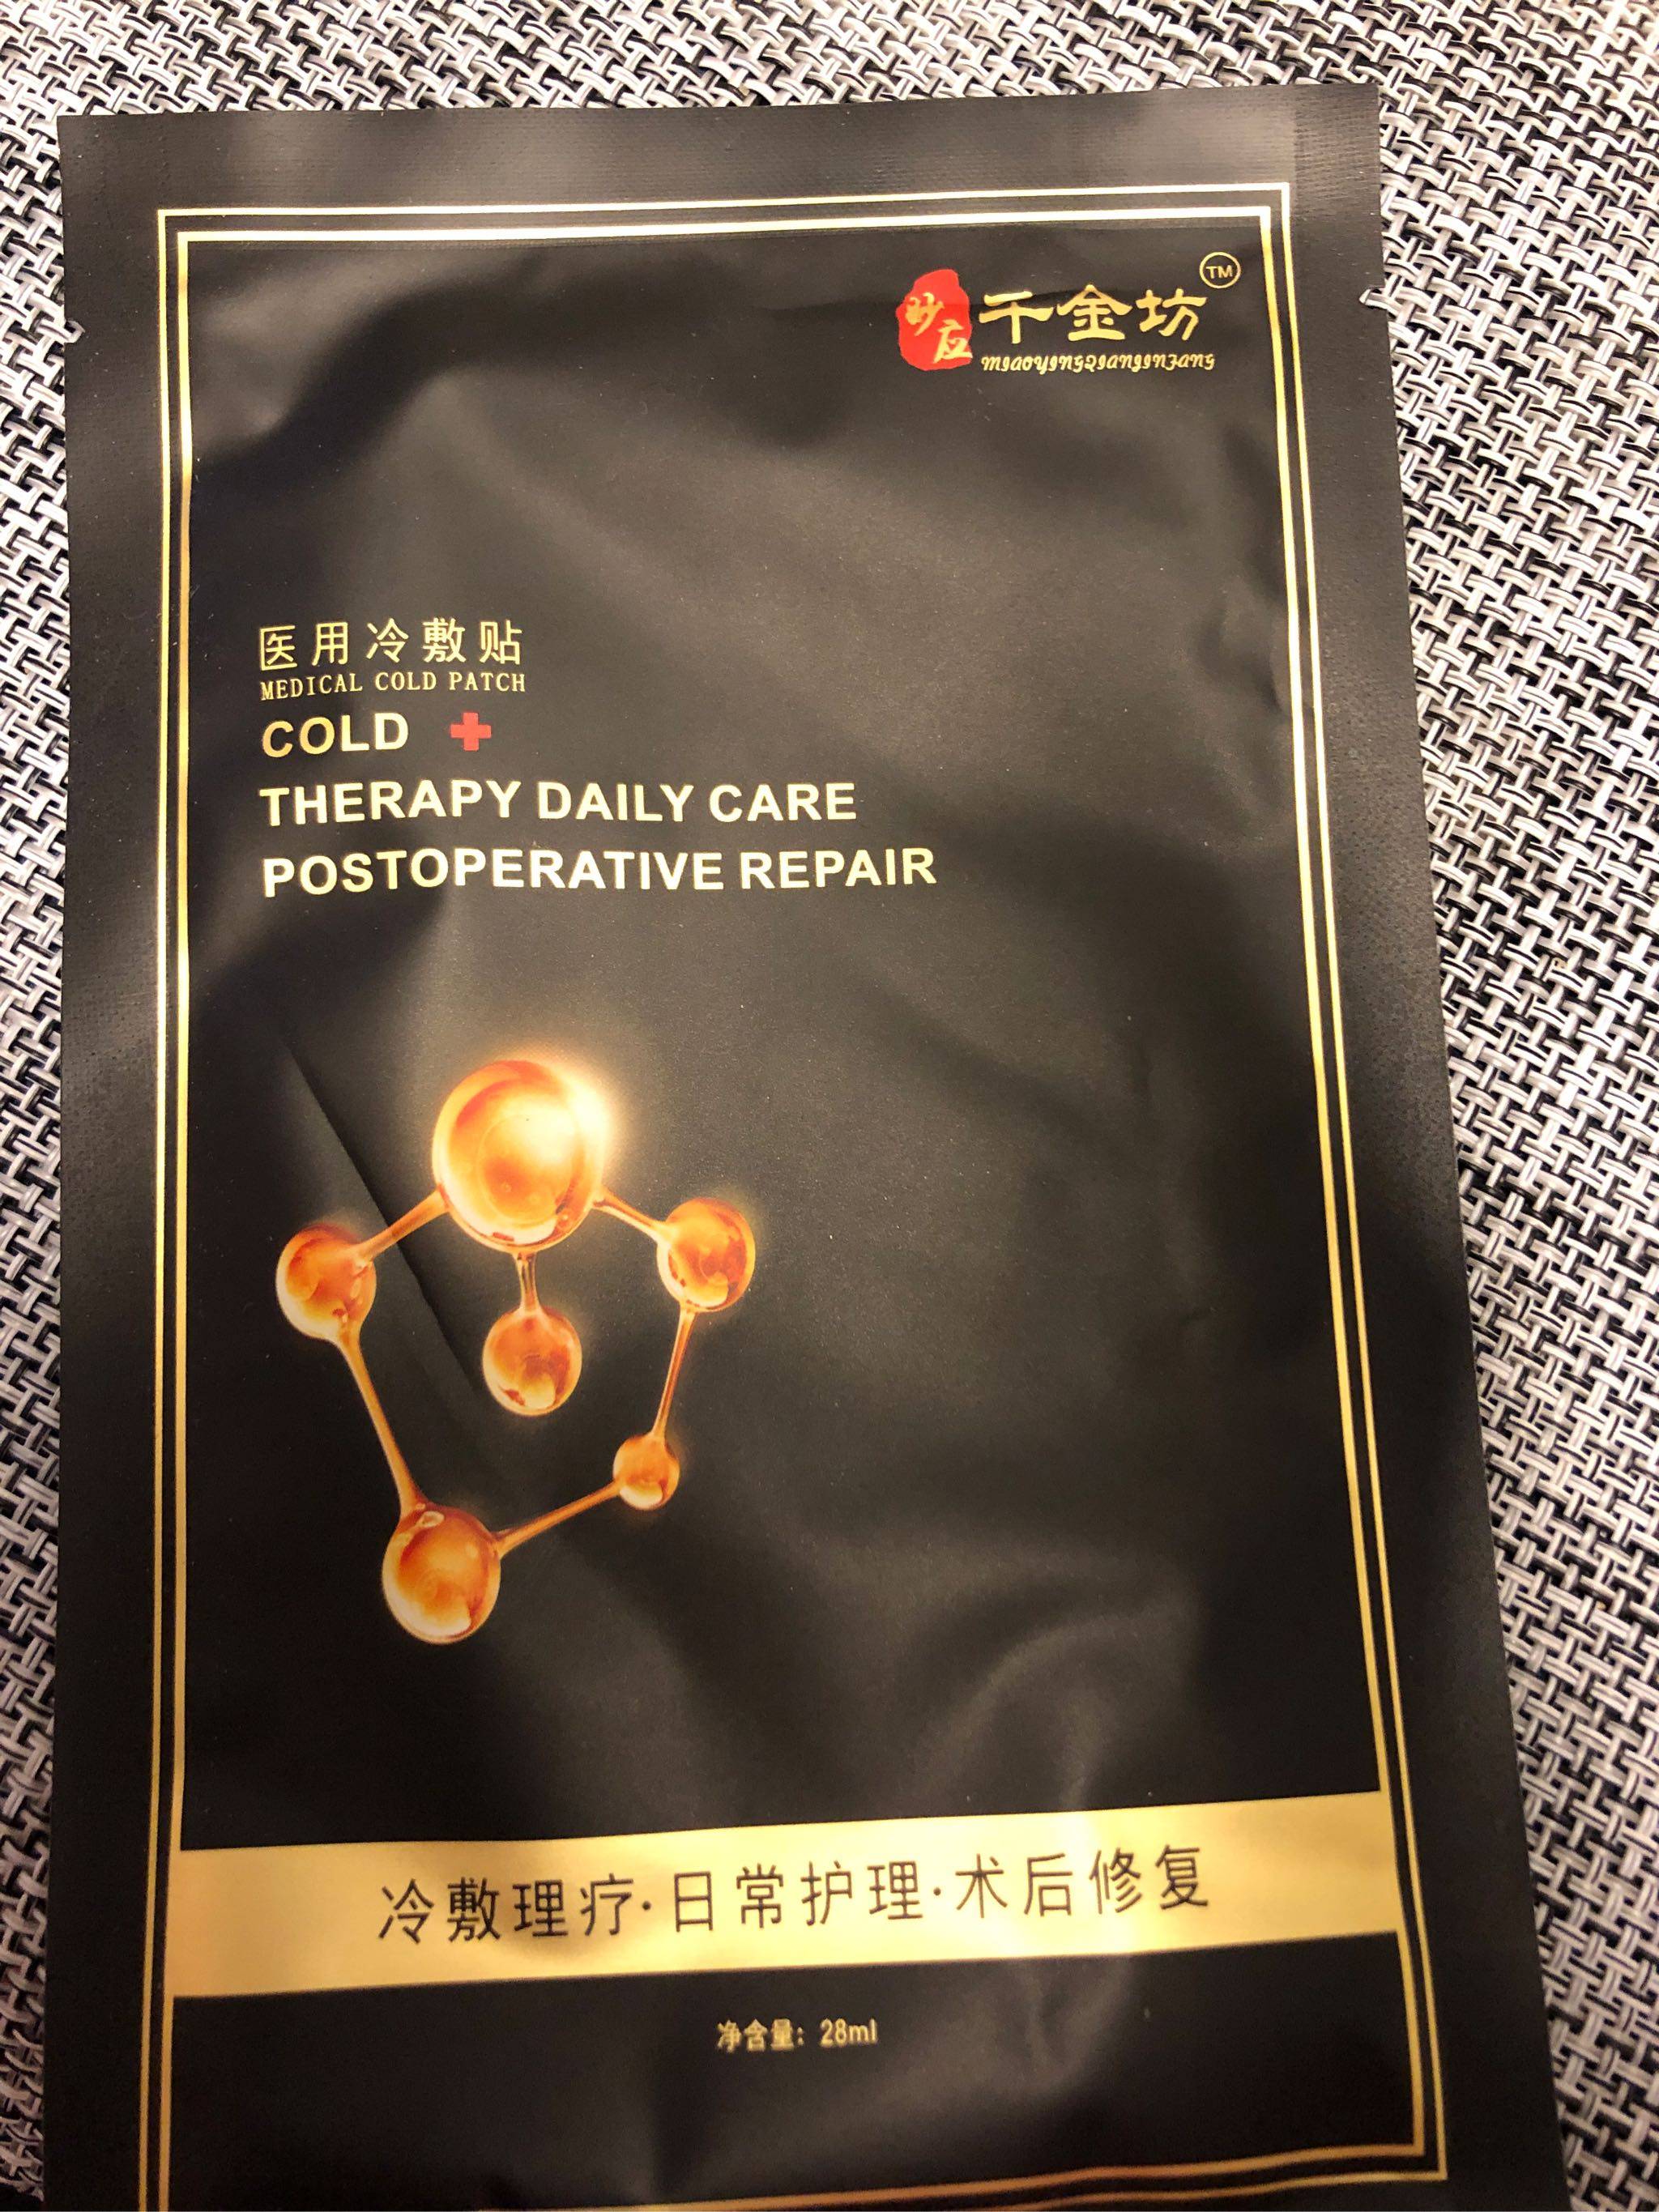 妙应
千金坊 TM
MIAOYINGQIANJINFANG
医用冷敷贴
MEDICAL COLD PATCH
COLD
THERAPY DAILY CARE
POSTOPERATIVE REPAIR
冷敷理疗·日常护理·术后修复
净含量：28ml